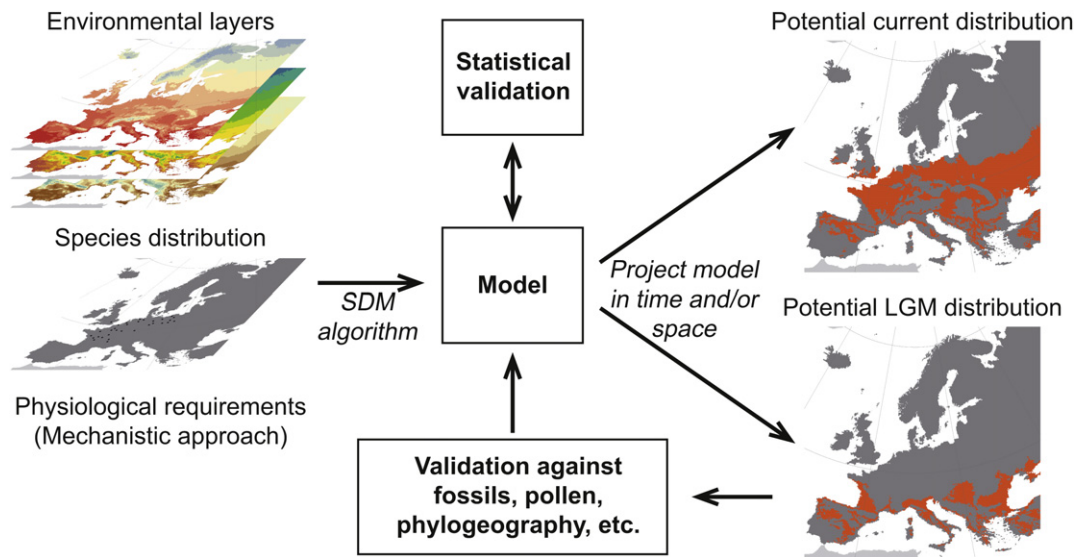 Environmental layers
Species distribution
Physiological requirements
(Mechanistic approach)
SDM
algorithm
Statistical
validation
Model
Validation against
fossils, pollen,
phylogeography, etc.
Project model
in time and/or
space
Potential current distribution
Potential LGM distribution